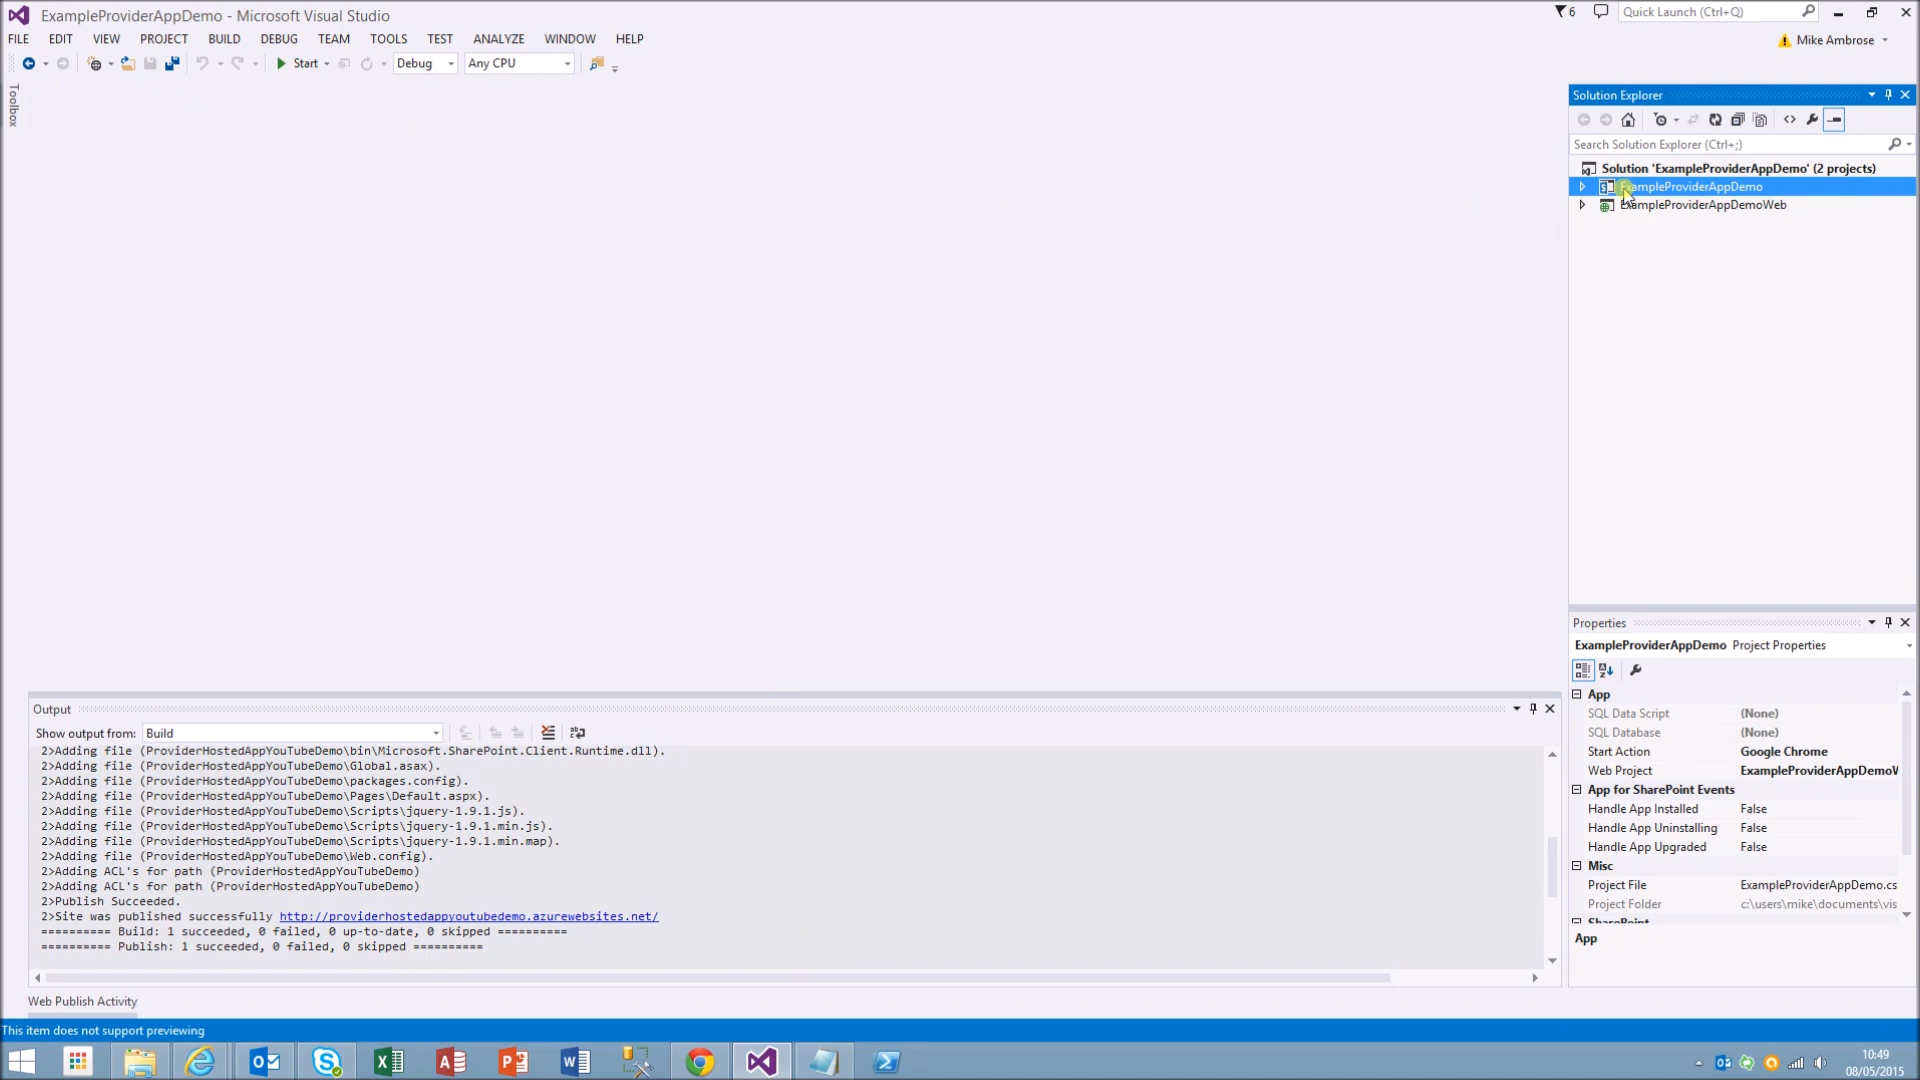 ExampleProviderAppDemo - Microsoft Visual Studio
6
Quick Launch (Ctrl+Q)
FILE EDIT VIEW PROJECT BUILD DEBUG TEAM TOOLS TEST ANALYZE WINDOW HELP
Mike Ambrose
Start Debug Any CPU
Toolbox
Solution Explorer
Search Solution Explorer (Ctrl+;)
Solution 'ExampleProviderAppDemo' (2 projects)
ExampleProviderAppDemo
ExampleProviderAppDemoWeb
Properties
ExampleProviderAppDemo Project Properties
App
SQL Data Script (None)
SQL Database (None)
Start Action Google Chrome
Web Project ExampleProviderAppDemoW
App for SharePoint Events
Handle App Installed False
Handle App Uninstalling False
Handle App Upgraded False
Misc
Project File ExampleProviderAppDemo.cs
Project Folder c:\users\mike\documents\vis
SharePoint
App
Output
Show output from: Build
2>Adding file (ProviderHostedAppYouTubeDemo\bin\Microsoft.SharePoint.Client.Runtime.dll).
2>Adding file (ProviderHostedAppYouTubeDemo\Global.asax).
2>Adding file (ProviderHostedAppYouTubeDemo\packages.config).
2>Adding file (ProviderHostedAppYouTubeDemo\Pages\Default.aspx).
2>Adding file (ProviderHostedAppYouTubeDemo\Scripts\jquery-1.9.1.js).
2>Adding file (ProviderHostedAppYouTubeDemo\Scripts\jquery-1.9.1.min.js).
2>Adding file (ProviderHostedAppYouTubeDemo\Scripts\jquery-1.9.1.min.map).
2>Adding file (ProviderHostedAppYouTubeDemo\Web.config).
2>Adding ACL's for path (ProviderHostedAppYouTubeDemo)
2>Adding ACL's for path (ProviderHostedAppYouTubeDemo)
2>Publish Succeeded.
2>Site was published successfully http://providerhostedappyoutubedemo.azurewebsites.net/
========== Build: 1 succeeded, 0 failed, 0 up-to-date, 0 skipped ==========
========== Publish: 1 succeeded, 0 failed, 0 skipped ==========
Web Publish Activity
This item does not support previewing
10:49
08/05/2015